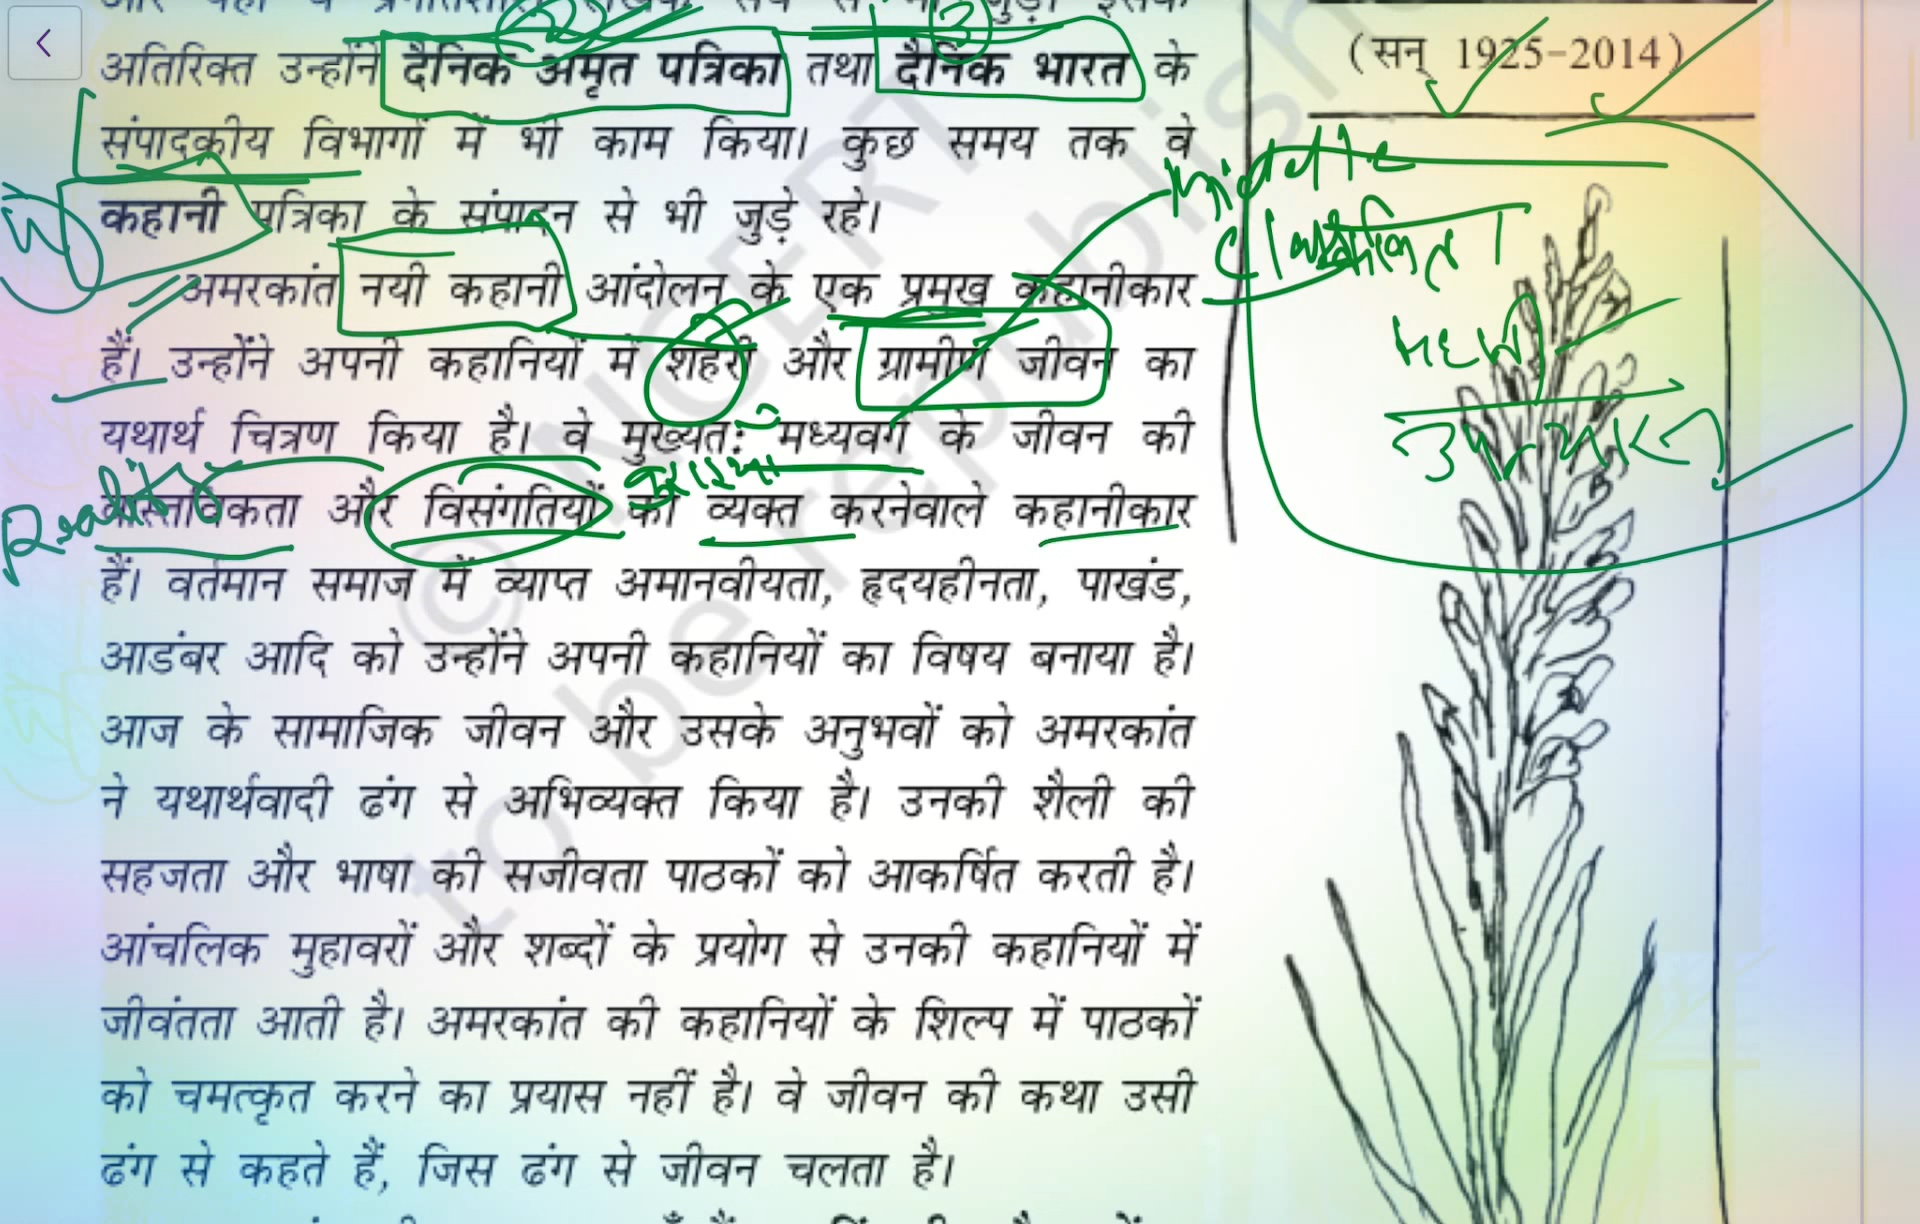 अतिरिक्त उन्होंने दैनिक अमृत पत्रिका तथा दैनिक भारत के
संपादकीय विभागों में भी काम किया। कुछ समय तक वे
कहानी पत्रिका के संपादन से भी जुड़े रहे।
अमरकांत नयी कहानी आंदोलन के एक प्रमुख कहानीकार
हैं। उन्होंने अपनी कहानियों में शहरी और ग्रामीण जीवन का
यथार्थ चित्रण किया है। वे मुख्यतः मध्यवर्ग के जीवन की
वास्तविकता और विसंगतियों को व्यक्त करनेवाले कहानीकार
हैं। वर्तमान समाज में व्याप्त अमानवीयता, हृदयहीनता, पाखंड,
आडंबर आदि को उन्होंने अपनी कहानियों का विषय बनाया है।
आज के सामाजिक जीवन और उसके अनुभवों को अमरकांत
ने यथार्थवादी ढंग से अभिव्यक्त किया है। उनकी शैली की
सहजता और भाषा की सजीवता पाठकों को आकर्षित करती है।
आंचलिक मुहावरों और शब्दों के प्रयोग से उनकी कहानियों में
जीवंतता आती है। अमरकांत की कहानियों के शिल्प में पाठकों
को चमत्कृत करने का प्रयास नहीं है। वे जीवन की कथा उसी
ढंग से कहते हैं, जिस ढंग से जीवन चलता है।
(सन् 1925-2014)
Reality
© NCERT
to be republished